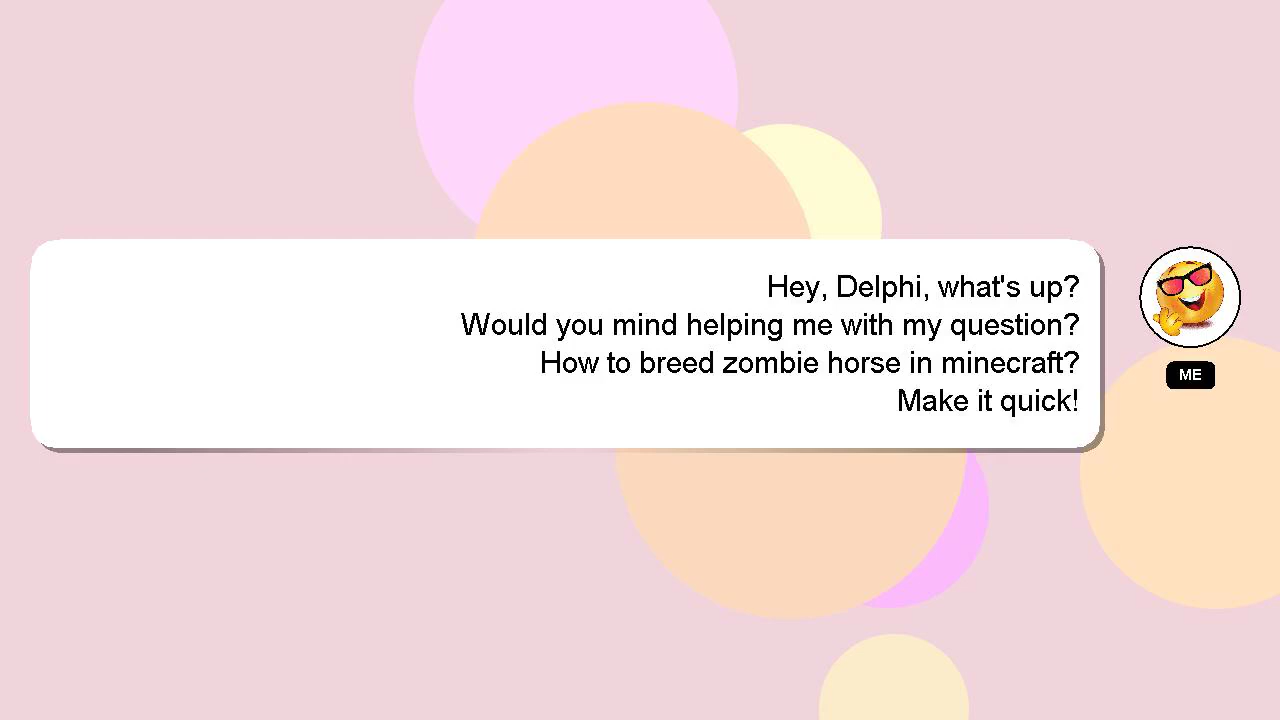 Hey, Delphi, what's up?
Would you mind helping me with my question?
How to breed zombie horse in minecraft?
Make it quick!
ME